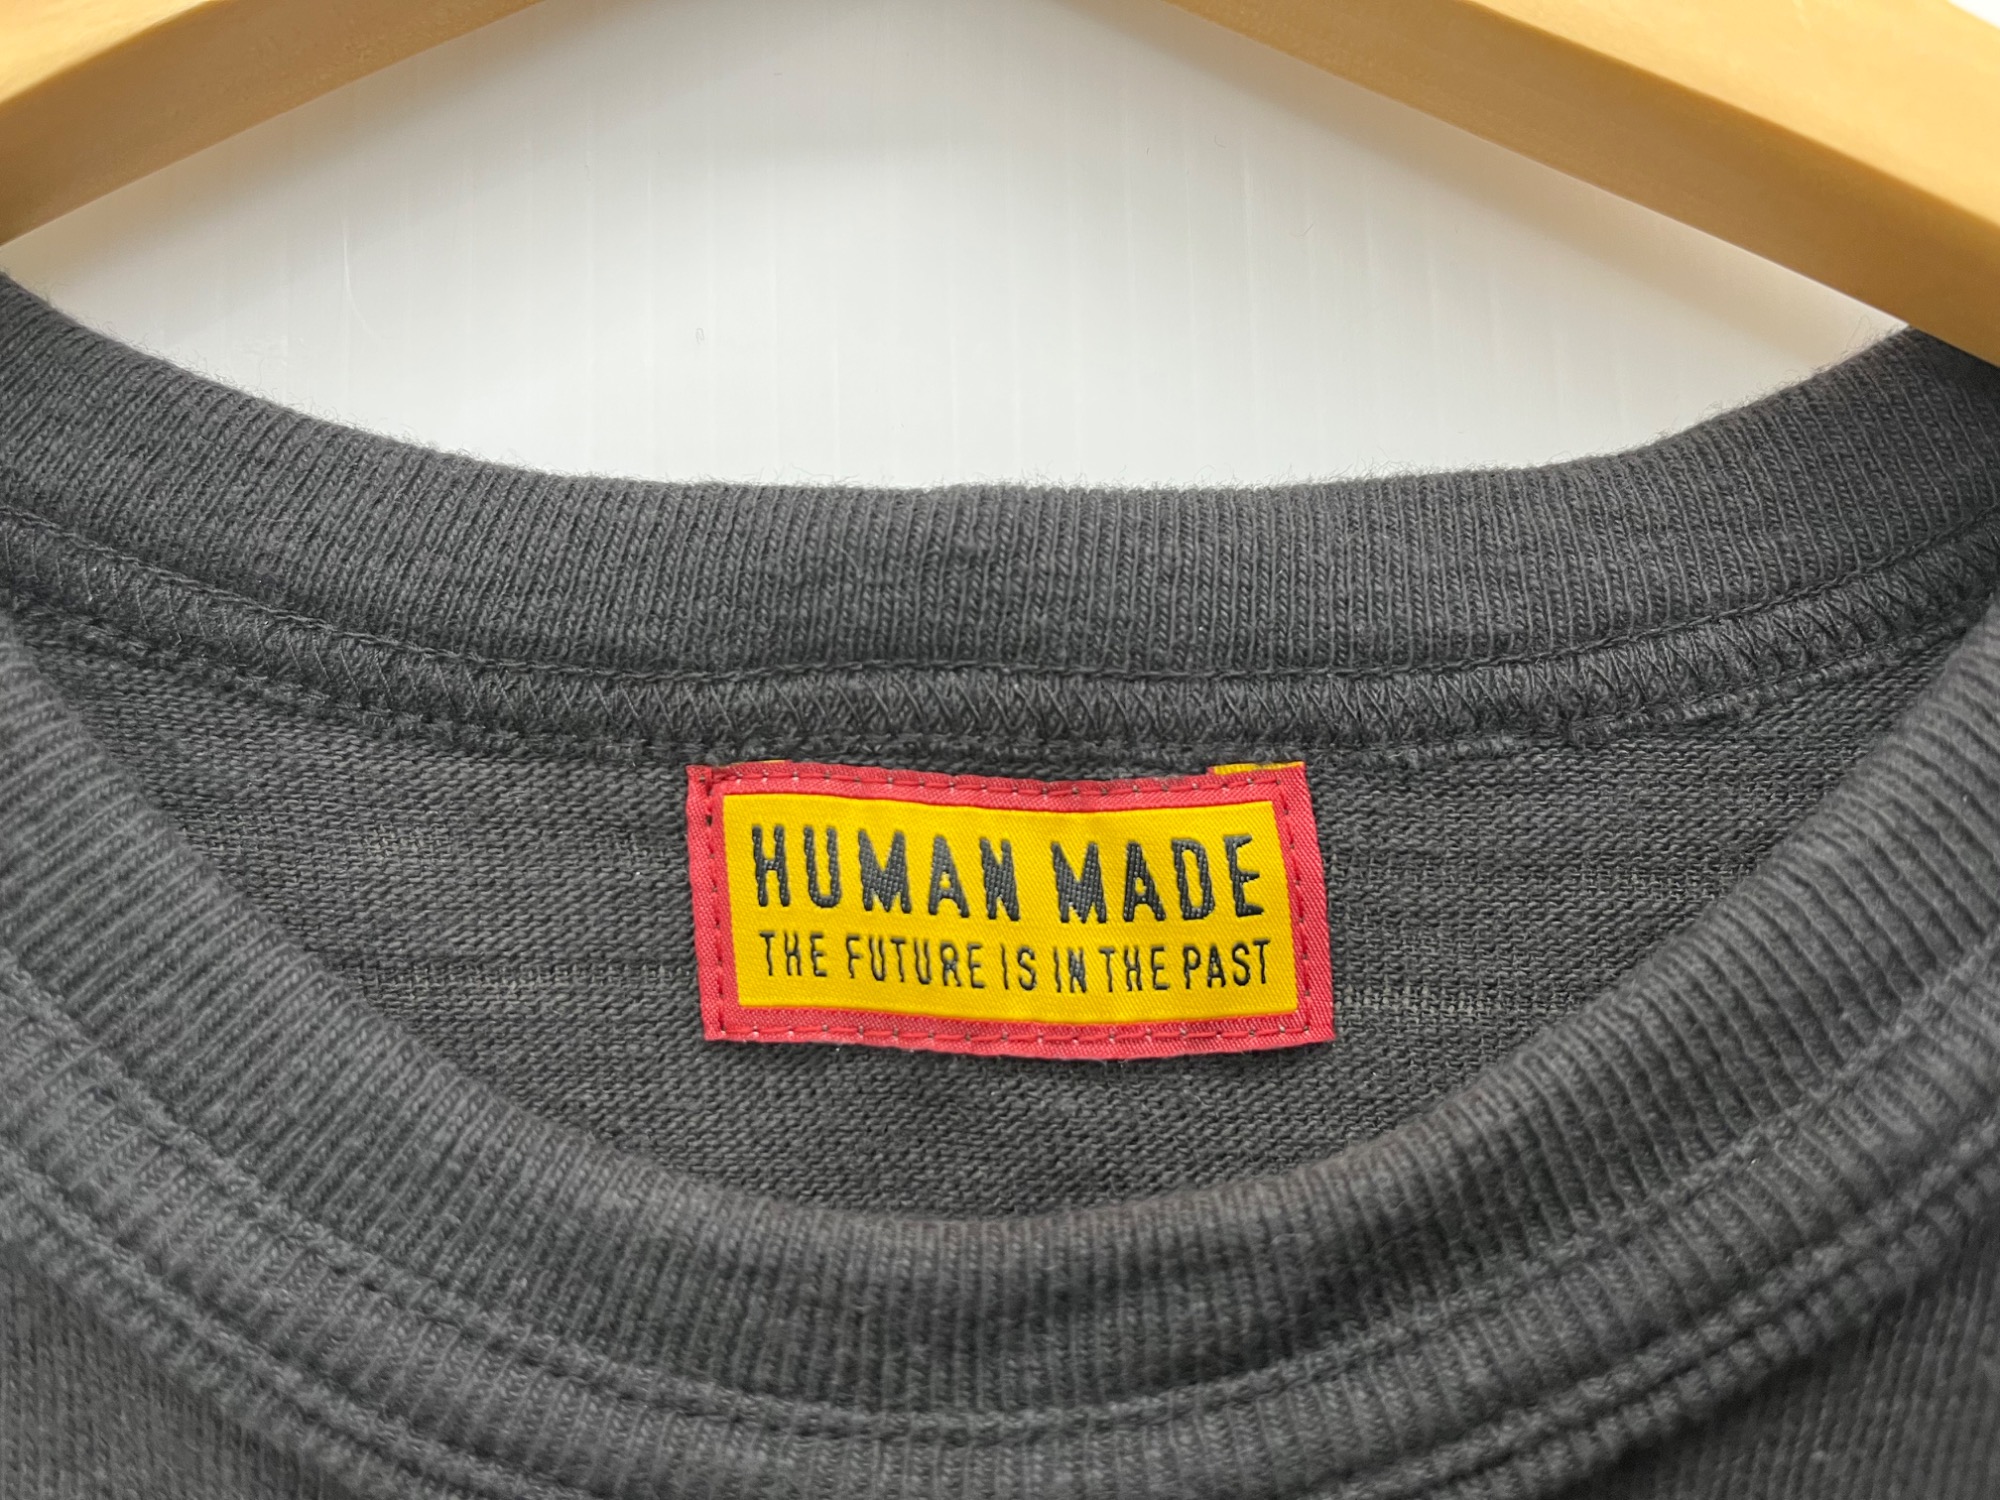 HUMAN MADE
THE FUTURE IS IN THE PAST